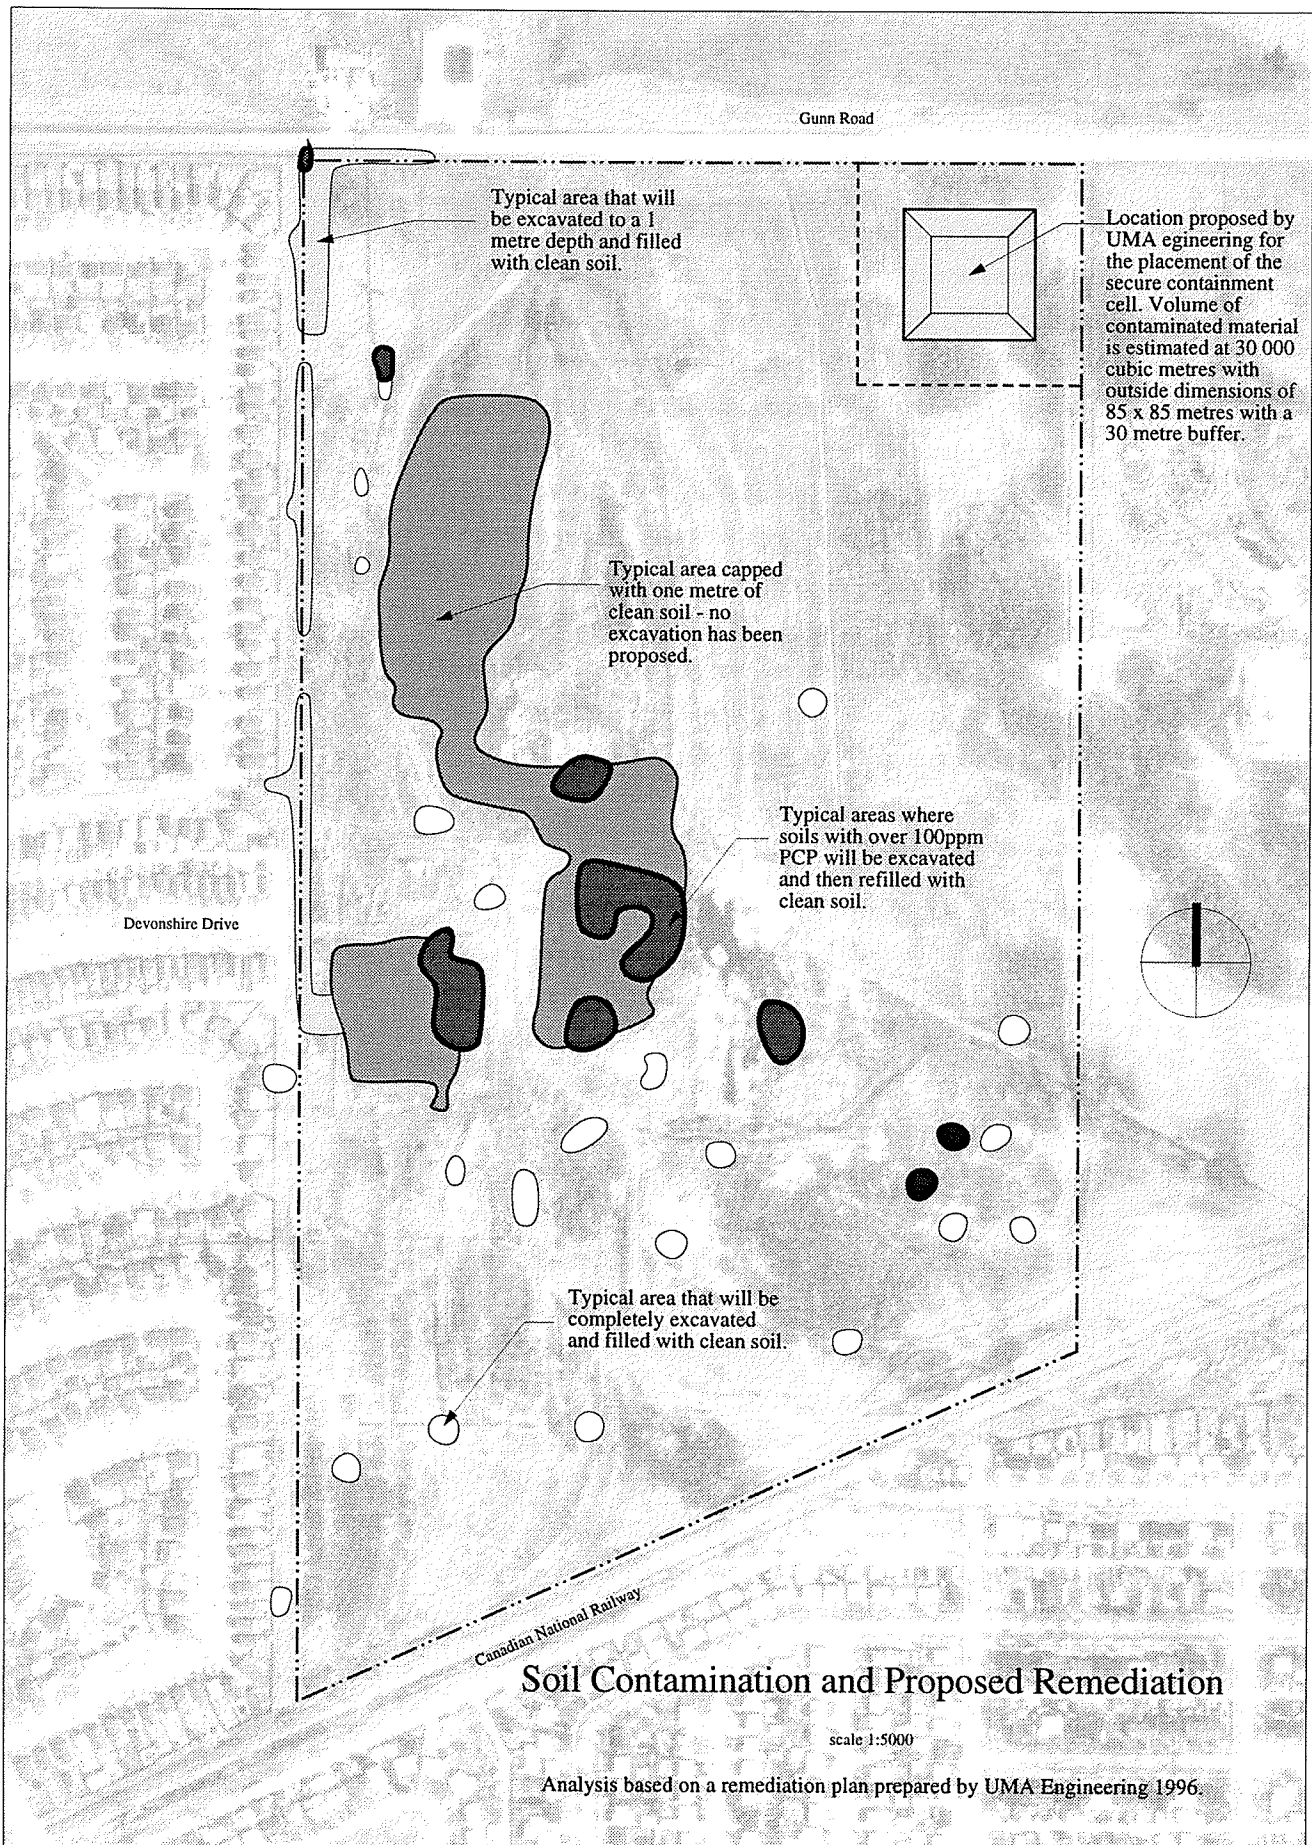 Gunn Road
Typical area that will
be excavated to a 1
metre depth and filled
with clean soil.
Location proposed by
UMA egineering for
the placement of the
secure containment
cell. Volume of
contaminated material
is estimated at 30 000
cubic metres with
outside dimensions of
85 x 85 metres with a
30 metre buffer.
Typical area capped
with one metre of
clean soil - no
excavation has been
proposed.
Typical areas where
soils with over 100ppm
PCP will be excavated
and then refilled with
clean soil.
Devonshire Drive
Typical area that will be
completely excavated
and filled with clean soil.
Canadian National Railway
Soil Contamination and Proposed Remediation
scale 1:5000
Analysis based on a remediation plan prepared by UMA Engineering 1996.